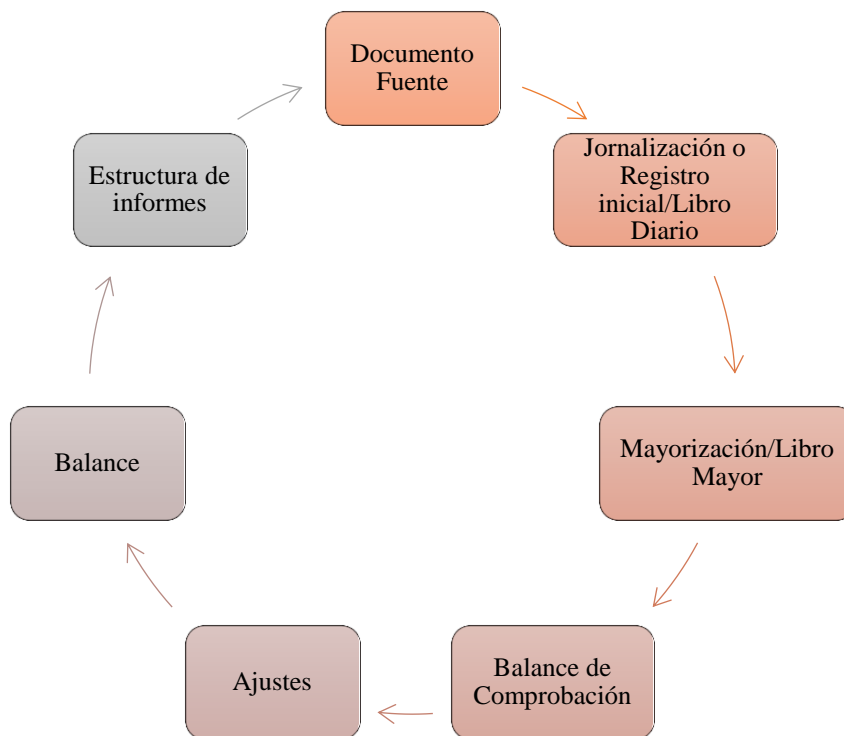 Documento
Fuente
Jornalización o
Registro
inicial/Libro
Diario
Mayorización/Libro
Mayor
Balance de
Comprobación
Ajustes
Balance
Estructura de
informes